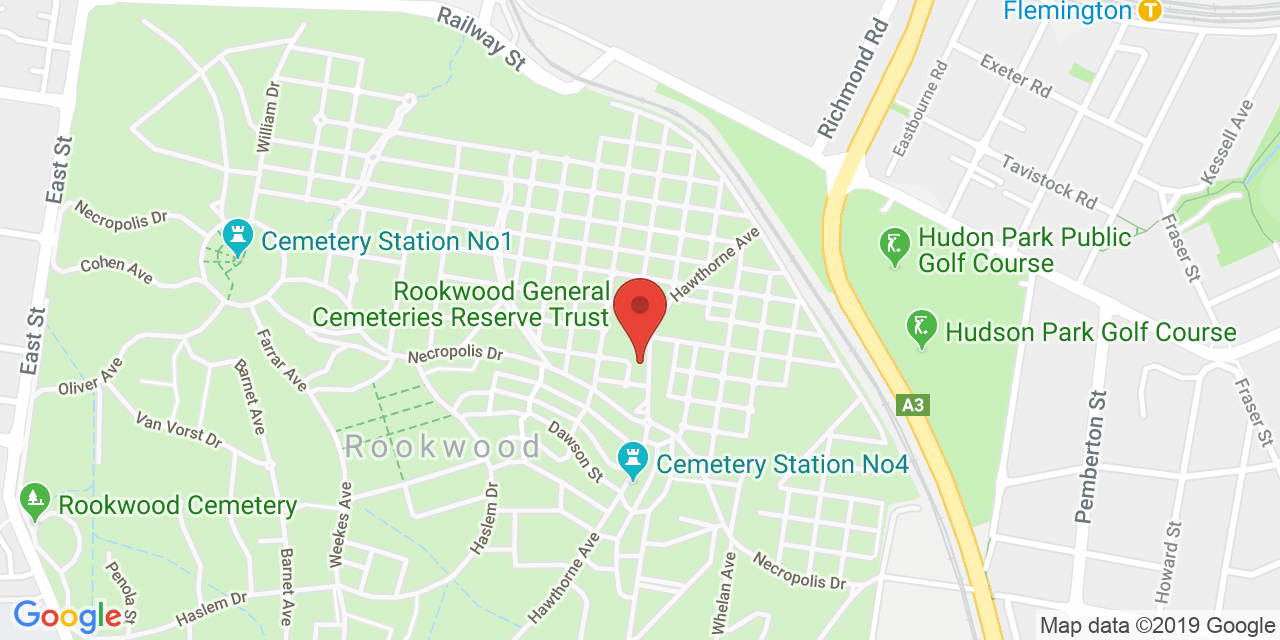 Flemington
T
Railway St
Richmond Rd
Exeter Rd
Eastbourne Rd
Kessell Ave
William Dr
East St
Tavistock Rd
Necropolis Dr
Fraser St
Cemetery Station No1
Hawthorne Ave
Hudon Park Public
Golf Course
Cohen Ave
Rookwood General
Cemeteries Reserve Trust
East St
Farrar Ave
Necropolis Dr
Hudson Park Golf Course
Oliver Ave
Barnet Ave
A3
Fraser St
Van Vorst Dr
Rookwood
Dawson St
Pemberton St
Cemetery Station No4
Rookwood Cemetery
Weekes Ave
Haslem Dr
Howard St
Penola St
Barnet Ave
Hawthorne Ave
Whelan Ave
Necropolis Dr
Haslem Dr
Google
Map data ©2019 Google